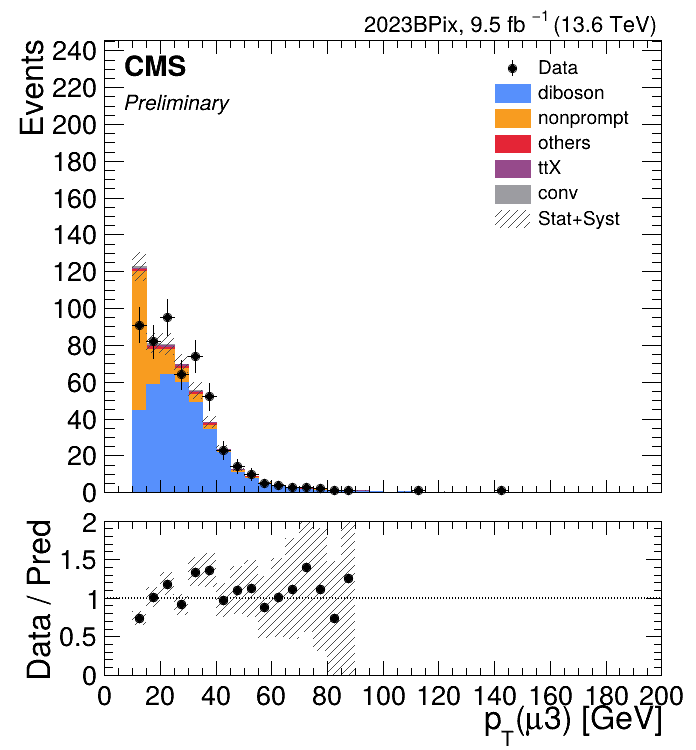 2023BPix, 9.5 fb⁻¹ (13.6 TeV)
CMS
Preliminary
Events
240
220
200
180
160
140
120
100
80
60
40
20
0
Data
diboson
nonprompt
others
ttX
conv
Stat+Syst
Data / Pred
2
1.5
1
0.5
0
0 20 40 60 80 100 120 140 160 180 200
p_T(μ3) [GeV]